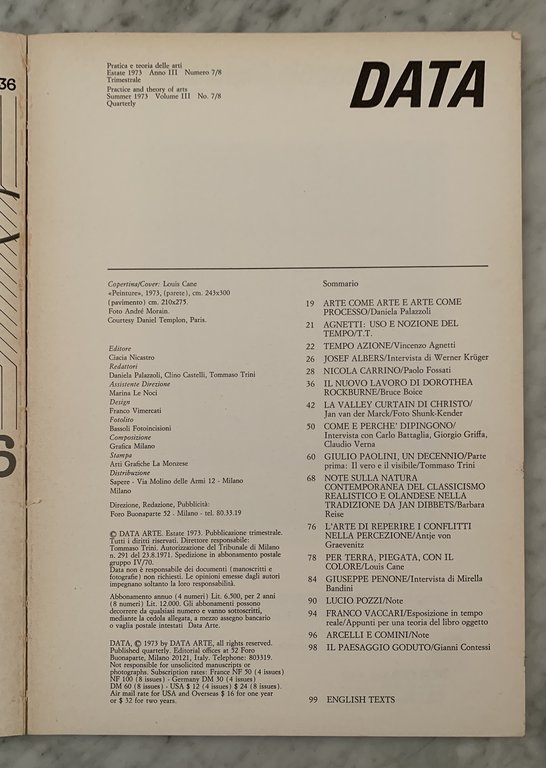 36
6
Pratica e teoria delle arti
Estate 1973 Anno III Numero 7/8
Trimestrale
Practice and theory of arts
Summer 1973 Volume III No. 7/8
Quarterly
DATA
Copertina/Cover: Louis Cane
«Peinture», 1973, (parete), cm. 243x300
(pavimento) cm. 210x275.
Foto André Morain.
Courtesy Daniel Templon, Paris.
Editore
Ciacia Nicastro
Redattori
Daniela Palazzoli, Clino Castelli, Tommaso Trini
Assistente Direzione
Marina Le Noci
Design
Franco Vimercati
Fotolito
Bassoli Fotoincisioni
Composizione
Grafica Milano
Stampa
Arti Grafiche La Monzese
Distribuzione
Sapere - Via Molino delle Armi 12 - Milano
Milano
Direzione, Redazione, Pubblicità:
Foro Buonaparte 52 - Milano - tel. 80.33.19
© DATA ARTE. Estate 1973. Pubblicazione trimestrale.
Tutti i diritti riservati. Direttore responsabile:
Tommaso Trini. Autorizzazione del Tribunale di Milano
n. 291 del 23.8.1971. Spedizione in abbonamento postale
gruppo IV/70.
Data non è responsabile dei documenti (manoscritti e
fotografie) non richiesti. Le opinioni emesse dagli autori
impegnano soltanto la loro responsabilità.
Abbonamento annuo (4 numeri) Lit. 6.500, per 2 anni
(8 numeri) Lit. 12.000. Gli abbonamenti possono
decorrere da qualsiasi numero e vanno sottoscritti,
mediante la cedola allegata, a mezzo assegno bancario
o vaglia postale intestati Data Arte.
DATA, © 1973 by DATA ARTE, all rights reserved.
Published quarterly. Editorial offices at 52 Foro
Buonaparte, Milano 20121, Italy. Telephone: 803319.
Not responsible for unsolicited manuscripts or
photographs. Subscription rates: France NF 50 (4 issues)
NF 100 (8 issues) - Germany DM 30 (4 issues)
DM 60 (8 issues) - USA $ 12 (4 issues) $ 24 (8 issues).
Air mail rate for USA and Overseas $ 16 for one year
or $ 32 for two years.
Sommario
19 ARTE COME ARTE E ARTE COME
PROCESSO/Daniela Palazzoli
21 AGNETTI: USO E NOZIONE DEL
TEMPO/T.T.
22 TEMPO AZIONE/Vincenzo Agnetti
26 JOSEF ALBERS/Intervista di Werner Krüger
28 NICOLA CARRINO/Paolo Fossati
36 IL NUOVO LAVORO DI DOROTHEA
ROCKBURNE/Bruce Boice
42 LA VALLEY CURTAIN DI CHRISTO/
Jan van der Marck/Foto Shunk-Kender
50 COME E PERCHE' DIPINGONO/
Intervista con Carlo Battaglia, Giorgio Griffa,
Claudio Verna
60 GIULIO PAOLINI, UN DECENNIO/Parte
prima: Il vero e il visibile/Tommaso Trini
68 NOTE SULLA NATURA
CONTEMPORANEA DEL CLASSICISMO
REALISTICO E OLANDESE NELLA
TRADIZIONE DA JAN DIBBETS/Barbara
Reise
76 L'ARTE DI REPERIRE I CONFLITTI
NELLA PERCEZIONE/Antje von
Graevenitz
78 PER TERRA, PIEGATA, CON IL
COLORE/Louis Cane
84 GIUSEPPE PENONE/Intervista di Mirella
Bandini
90 LUCIO POZZI/Note
94 FRANCO VACCARI/Esposizione in tempo
reale/Appunti per una teoria del libro oggetto
96 ARCELLI E COMINI/Note
98 IL PAESAGGIO GODUTO/Gianni Contessi
99 ENGLISH TEXTS